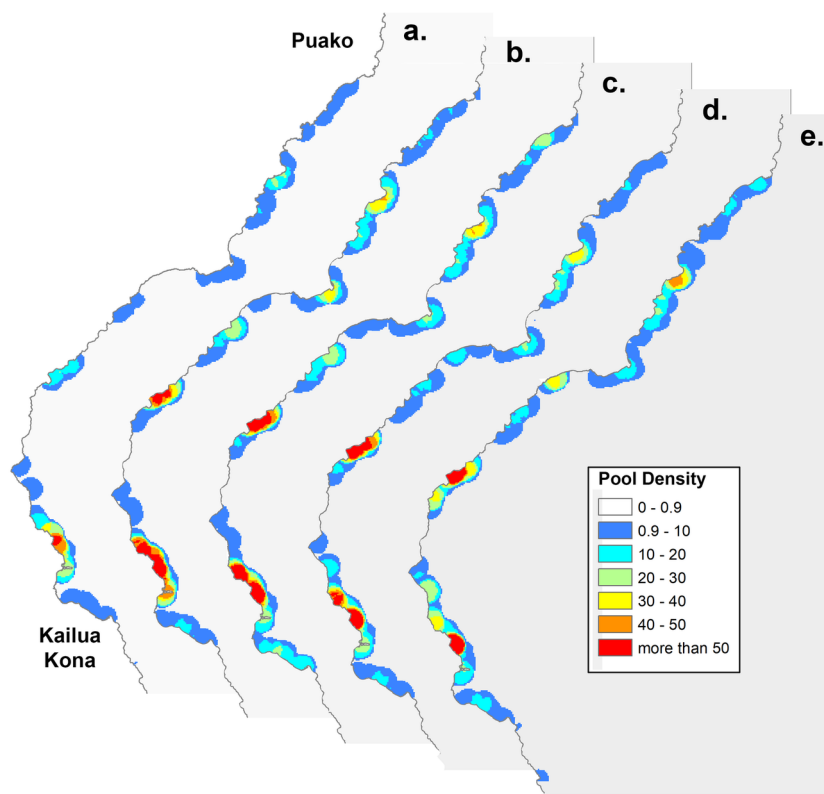 Puako
a.
b.
c.
d.
e.
Kailua
Kona
Pool Density
0 - 0.9
0.9 - 10
10 - 20
20 - 30
30 - 40
40 - 50
more than 50